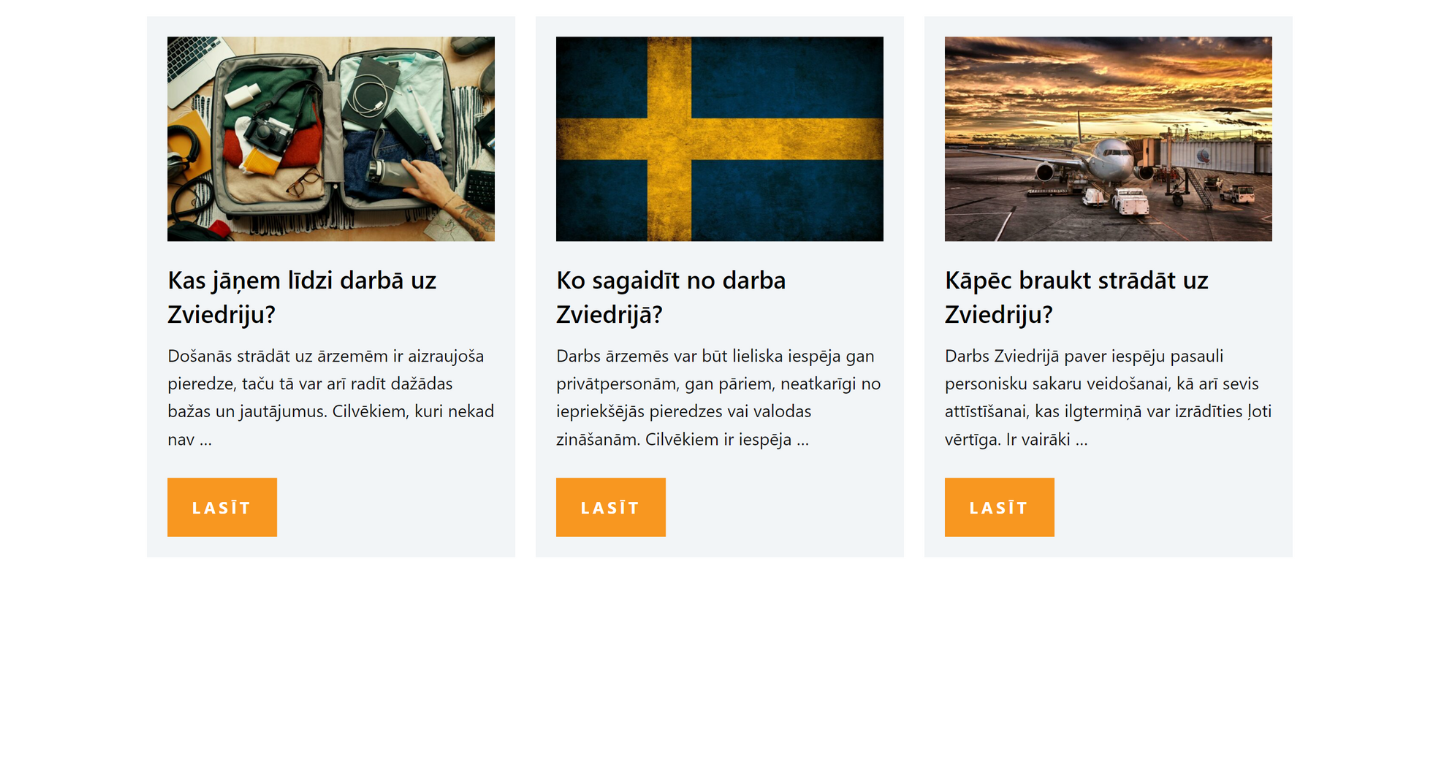 Kas jāņem līdzi darbā uz
Zviedriju?
Došanās strādāt uz ārzemēm ir aizraujoša
pieredze, taču tā var arī radīt dažādas
bažas un jautājumus. Cilvēkiem, kuri nekad
nav ...
LASĪT
Ko sagaidīt no darba
Zviedrijā?
Darbs ārzemēs var būt lieliska iespēja gan
privātpersonām, gan pāriem, neatkarīgi no
iepriekšējās pieredzes vai valodas
zināšanām. Cilvēkiem ir iespēja ...
LASĪT
Kāpēc braukt strādāt uz
Zviedriju?
Darbs Zviedrijā paver iespēju pasauli
personisku sakaru veidošanai, kā arī sevis
attīstīšanai, kas ilgtermiņā var izrādīties ļoti
vērtīga. Ir vairāki ...
LASĪT